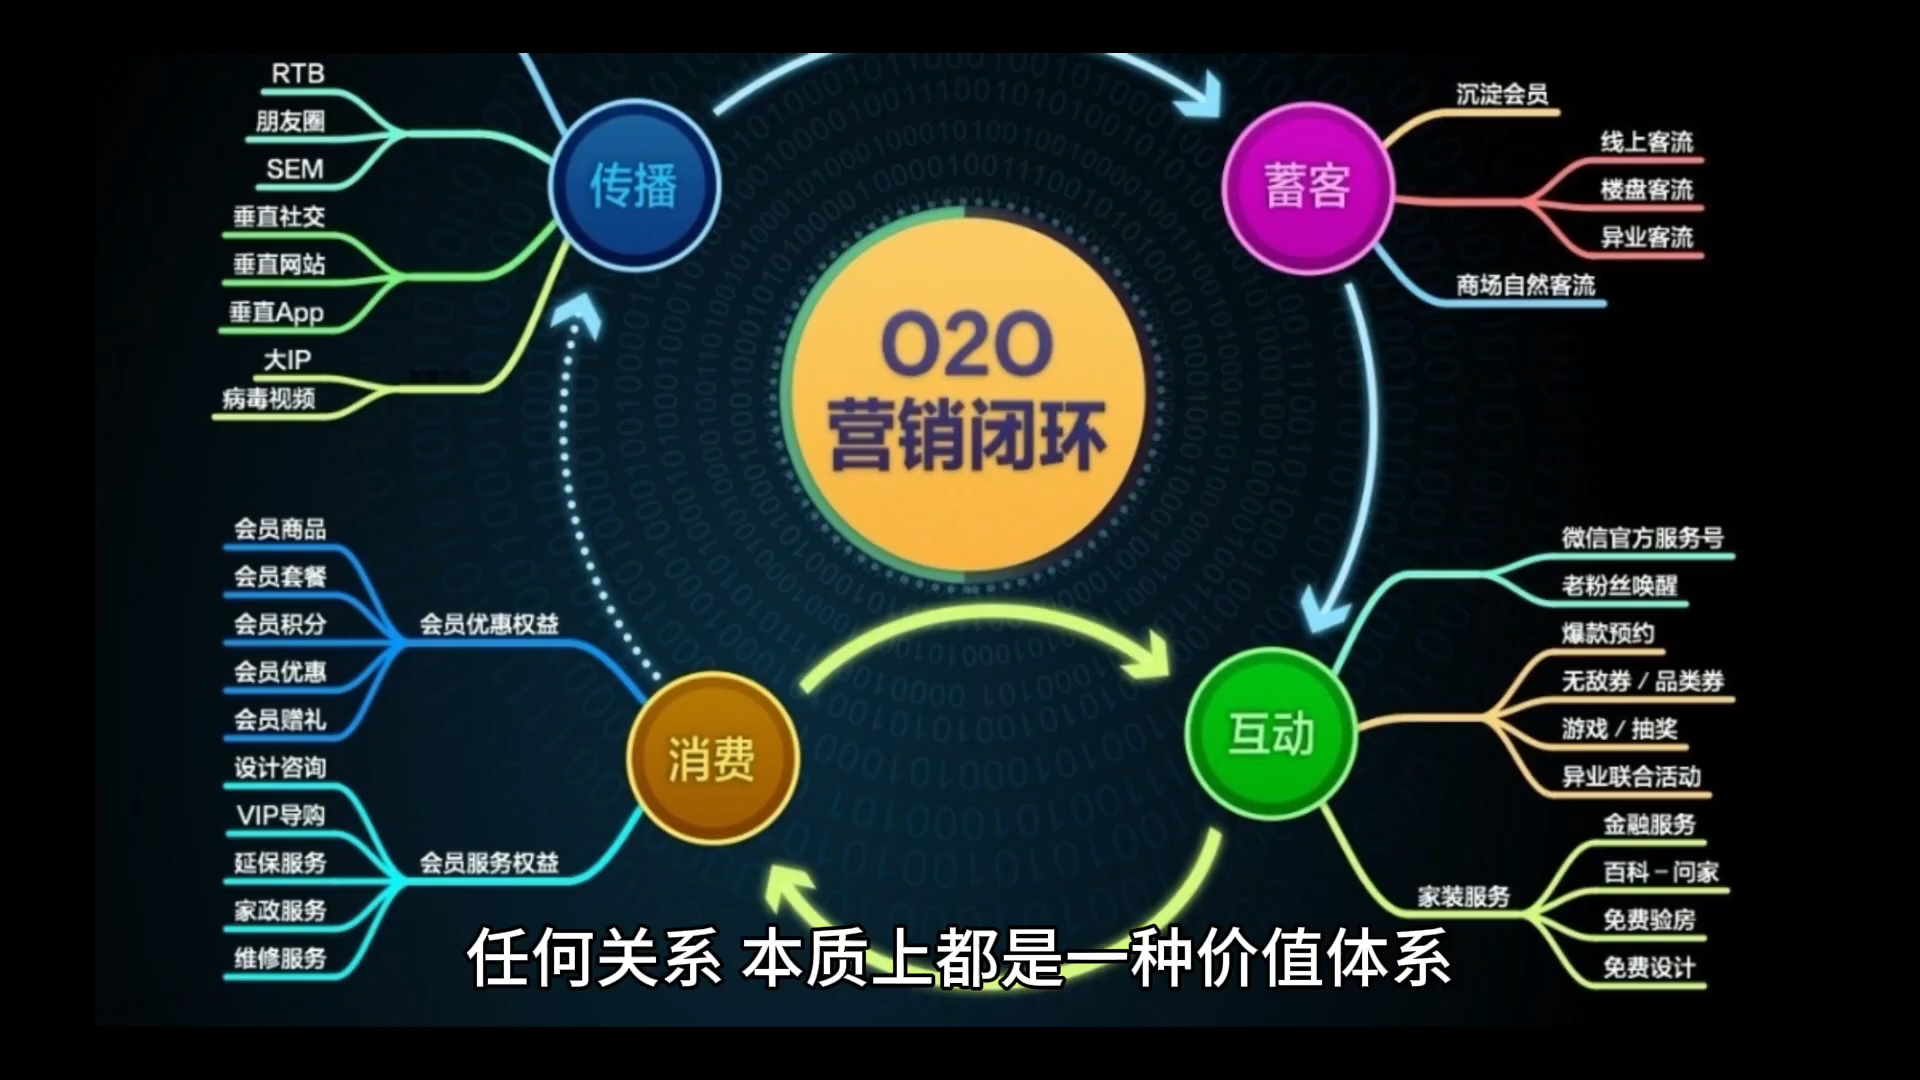 RTB
朋友圈
SEM
垂直社交
垂直网站
垂直App
大IP
病毒视频
传播
蓄客
沉淀会员
线上客流
楼盘客流
异业客流
商场自然客流
O2O
营销闭环
会员商品
会员套餐
会员积分
会员优惠
会员赠礼
会员优惠权益
设计咨询
VIP导购
延保服务
家政服务
维修服务
会员服务权益
消费
互动
微信官方服务号
老粉丝唤醒
爆款预约
无敌券 / 品类券
游戏 / 抽奖
异业联合活动
家装服务
金融服务
百科－问家
免费验房
免费设计
任何关系 本质上都是一种价值体系